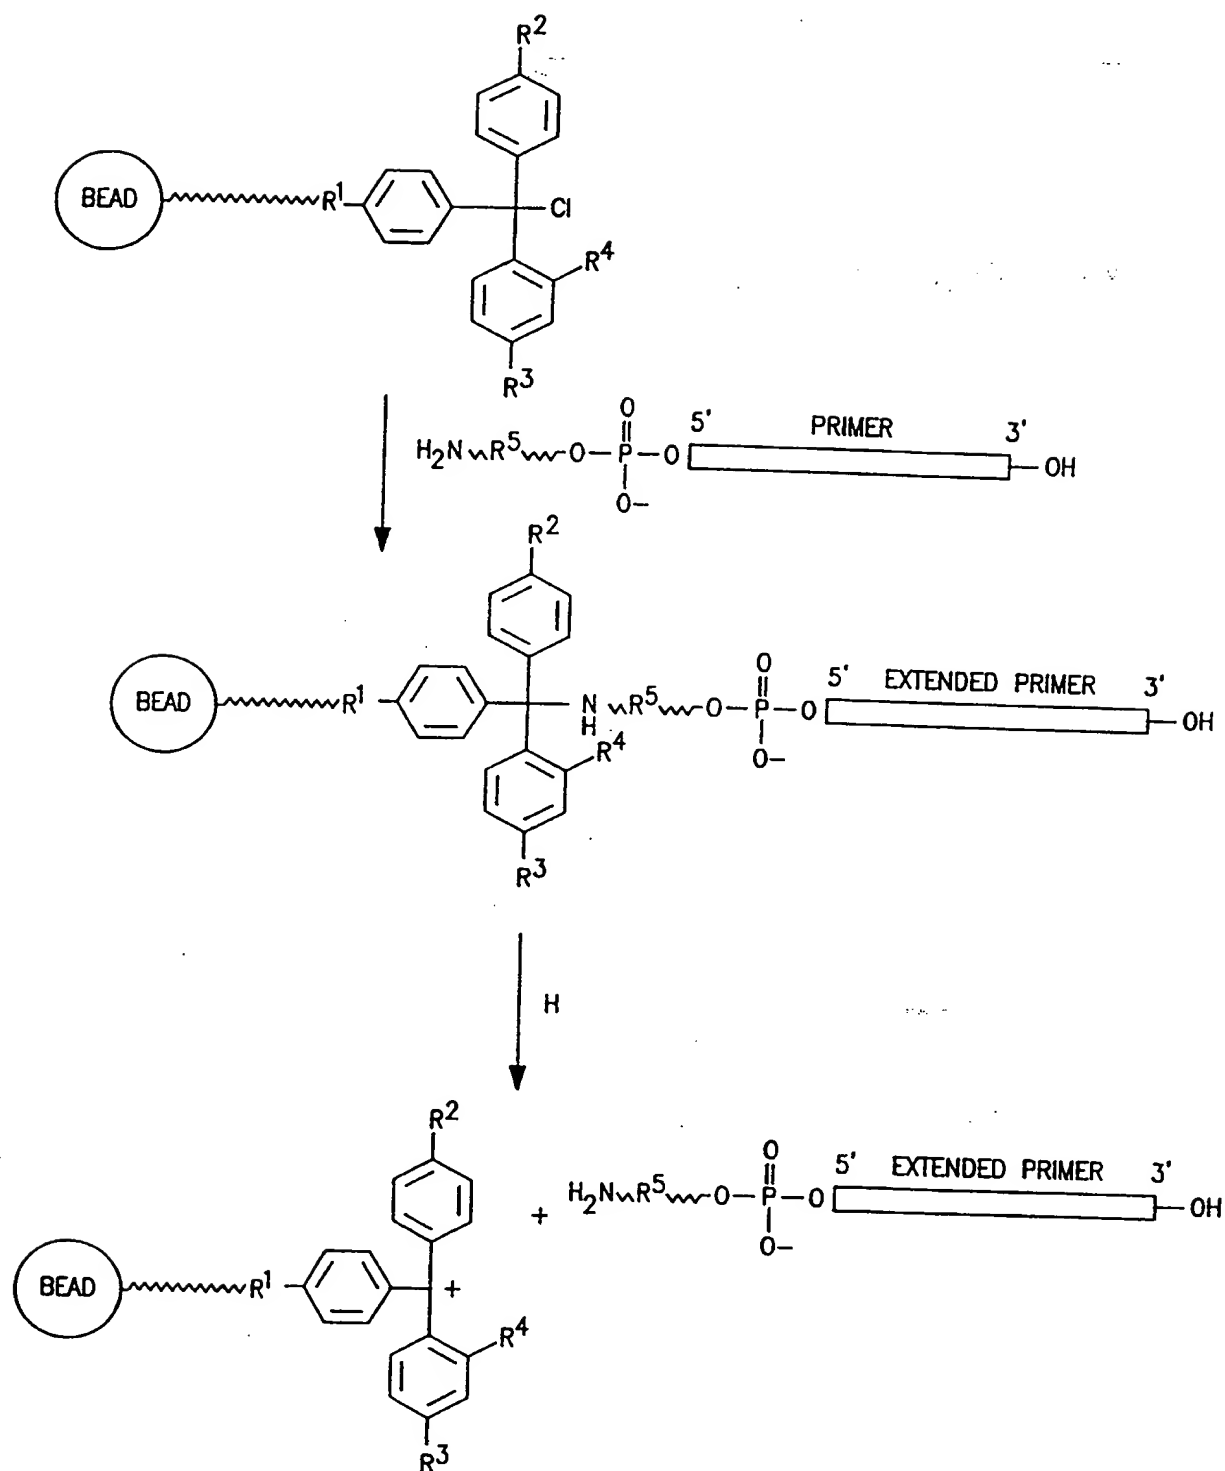 R²
BEAD
R¹
Cl
R⁴
R³
O
5' PRIMER 3'
H₂N R⁵ O P O OH
O–
R²
O
5' EXTENDED PRIMER 3'
BEAD R¹ N R⁵ O P O OH
H
R⁴
O–
R³
H
R²
O
5' EXTENDED PRIMER 3'
+ H₂N R⁵ O P O OH
O–
BEAD R¹ +
R⁴
R³